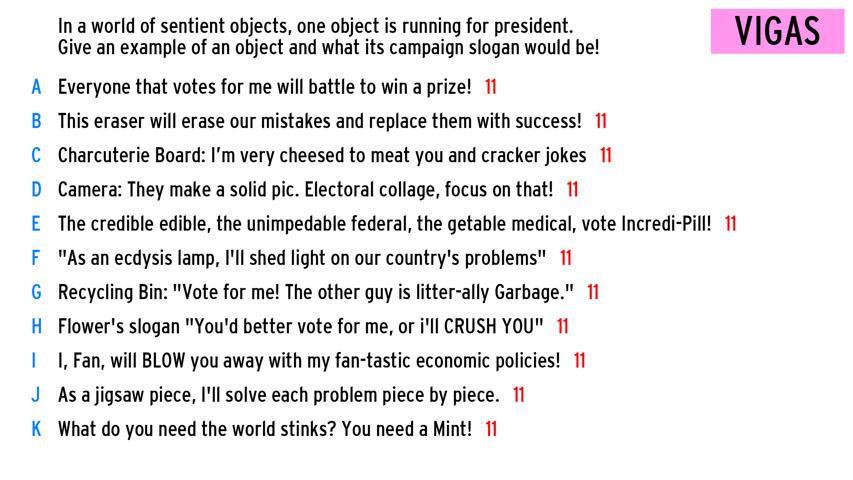 In a world of sentient objects, one object is running for president.
Give an example of an object and what its campaign slogan would be!
VIGAS
A Everyone that votes for me will battle to win a prize! 11
B This eraser will erase our mistakes and replace them with success! 11
C Charcuterie Board: I'm very cheesed to meat you and cracker jokes 11
D Camera: They make a solid pic. Electoral collage, focus on that! 11
E The credible edible, the unimpedable federal, the getable medical, vote Incredi-Pill! 11
F "As an ecdysis lamp, I'll shed light on our country's problems" 11
G Recycling Bin: "Vote for me! The other guy is litter-ally Garbage." 11
H Flower's slogan "You'd better vote for me, or i'll CRUSH YOU" 11
I I, Fan, will BLOW you away with my fan-tastic economic policies! 11
J As a jigsaw piece, I'll solve each problem piece by piece. 11
K What do you need the world stinks? You need a Mint! 11